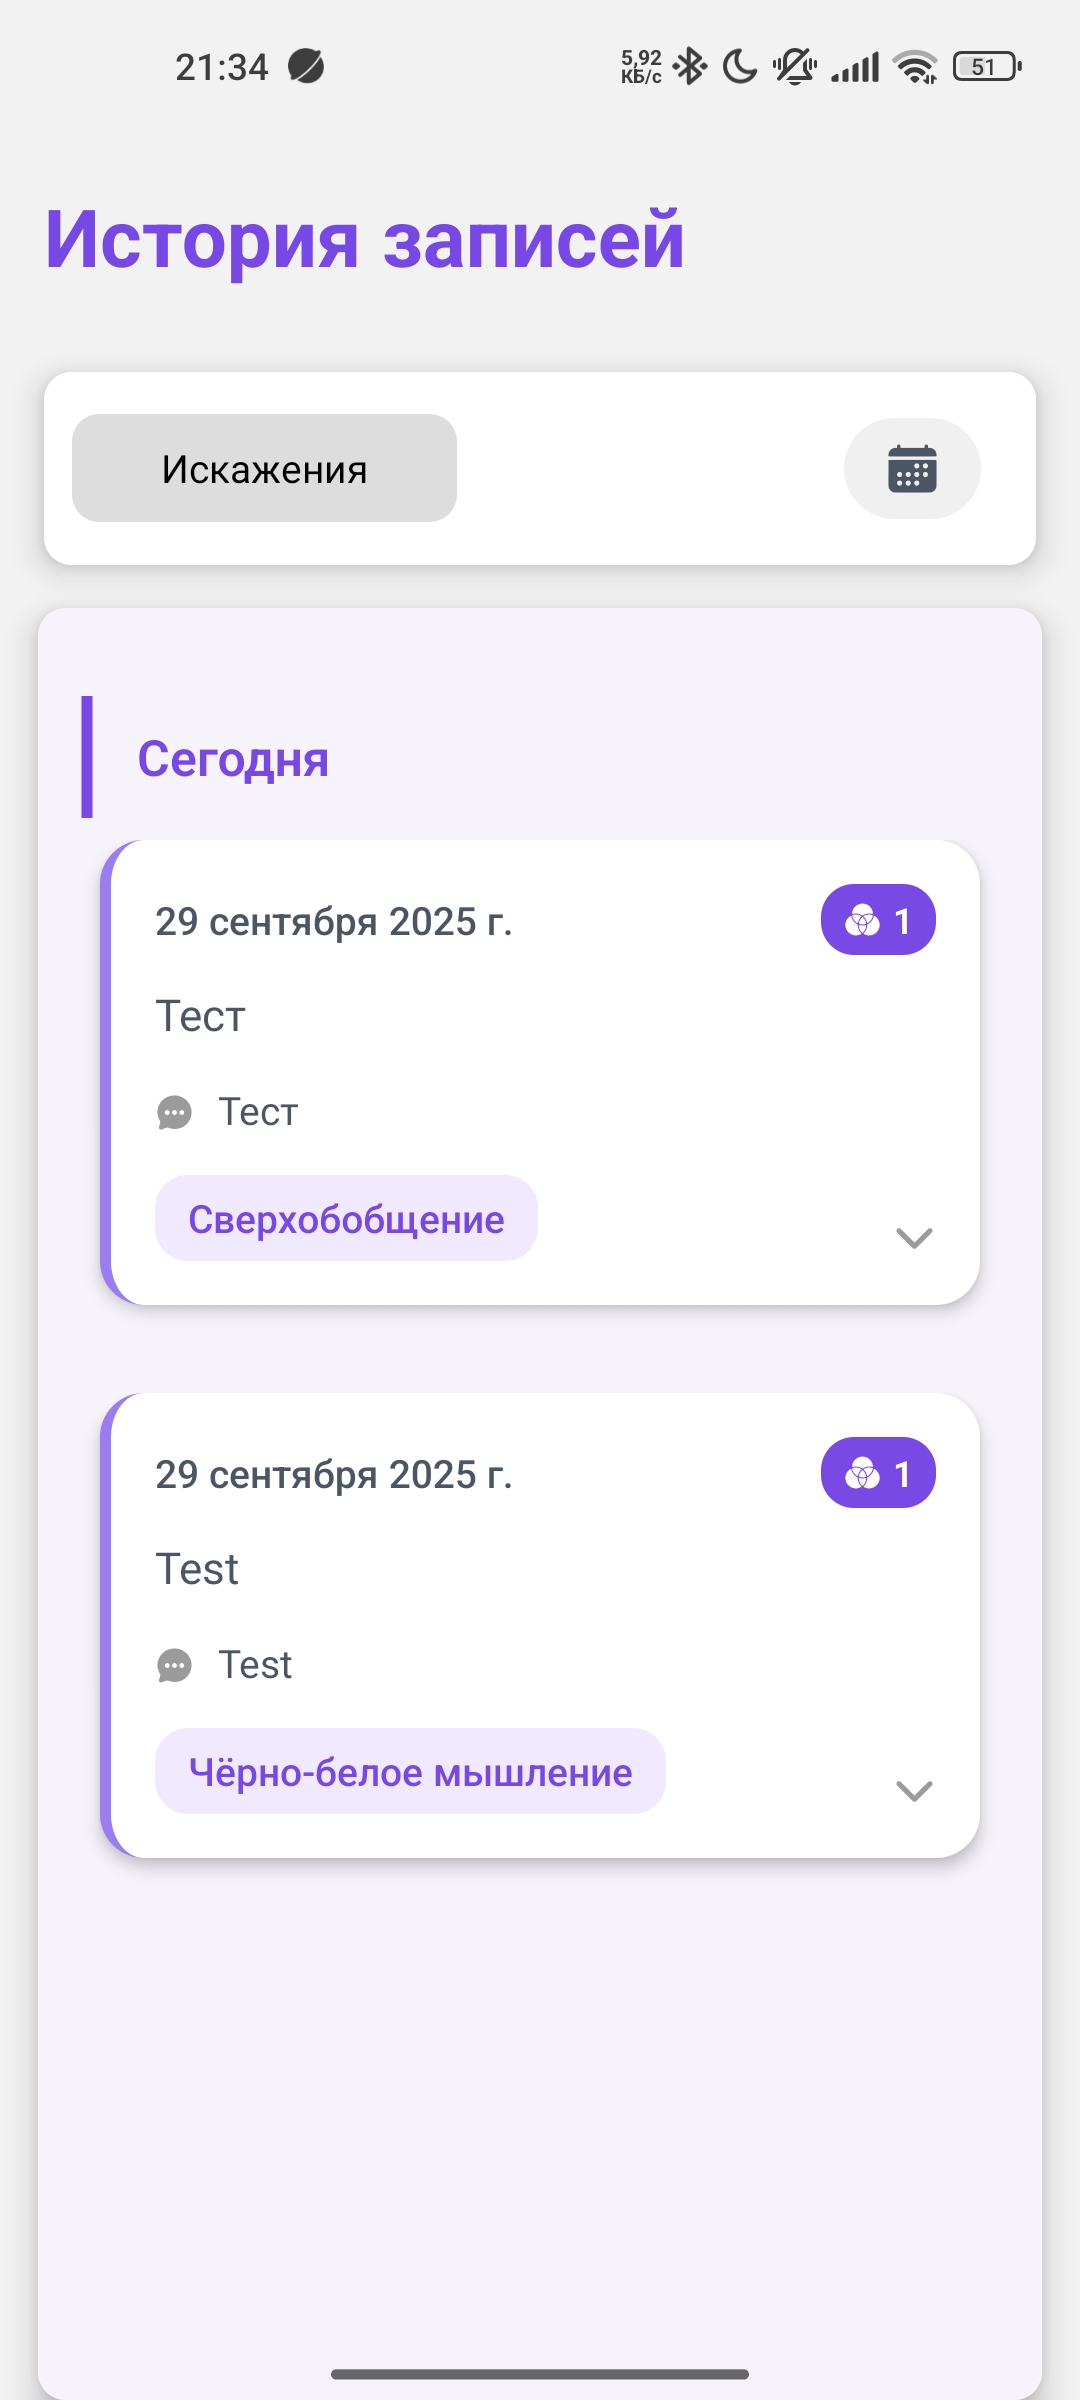 21:34
5,92
КБ/с
51
История записей
Искажения
Сегодня
29 сентября 2025 г.
1
Тест
Тест
Сверхобобщение
29 сентября 2025 г.
1
Test
Test
Чёрно-белое мышление